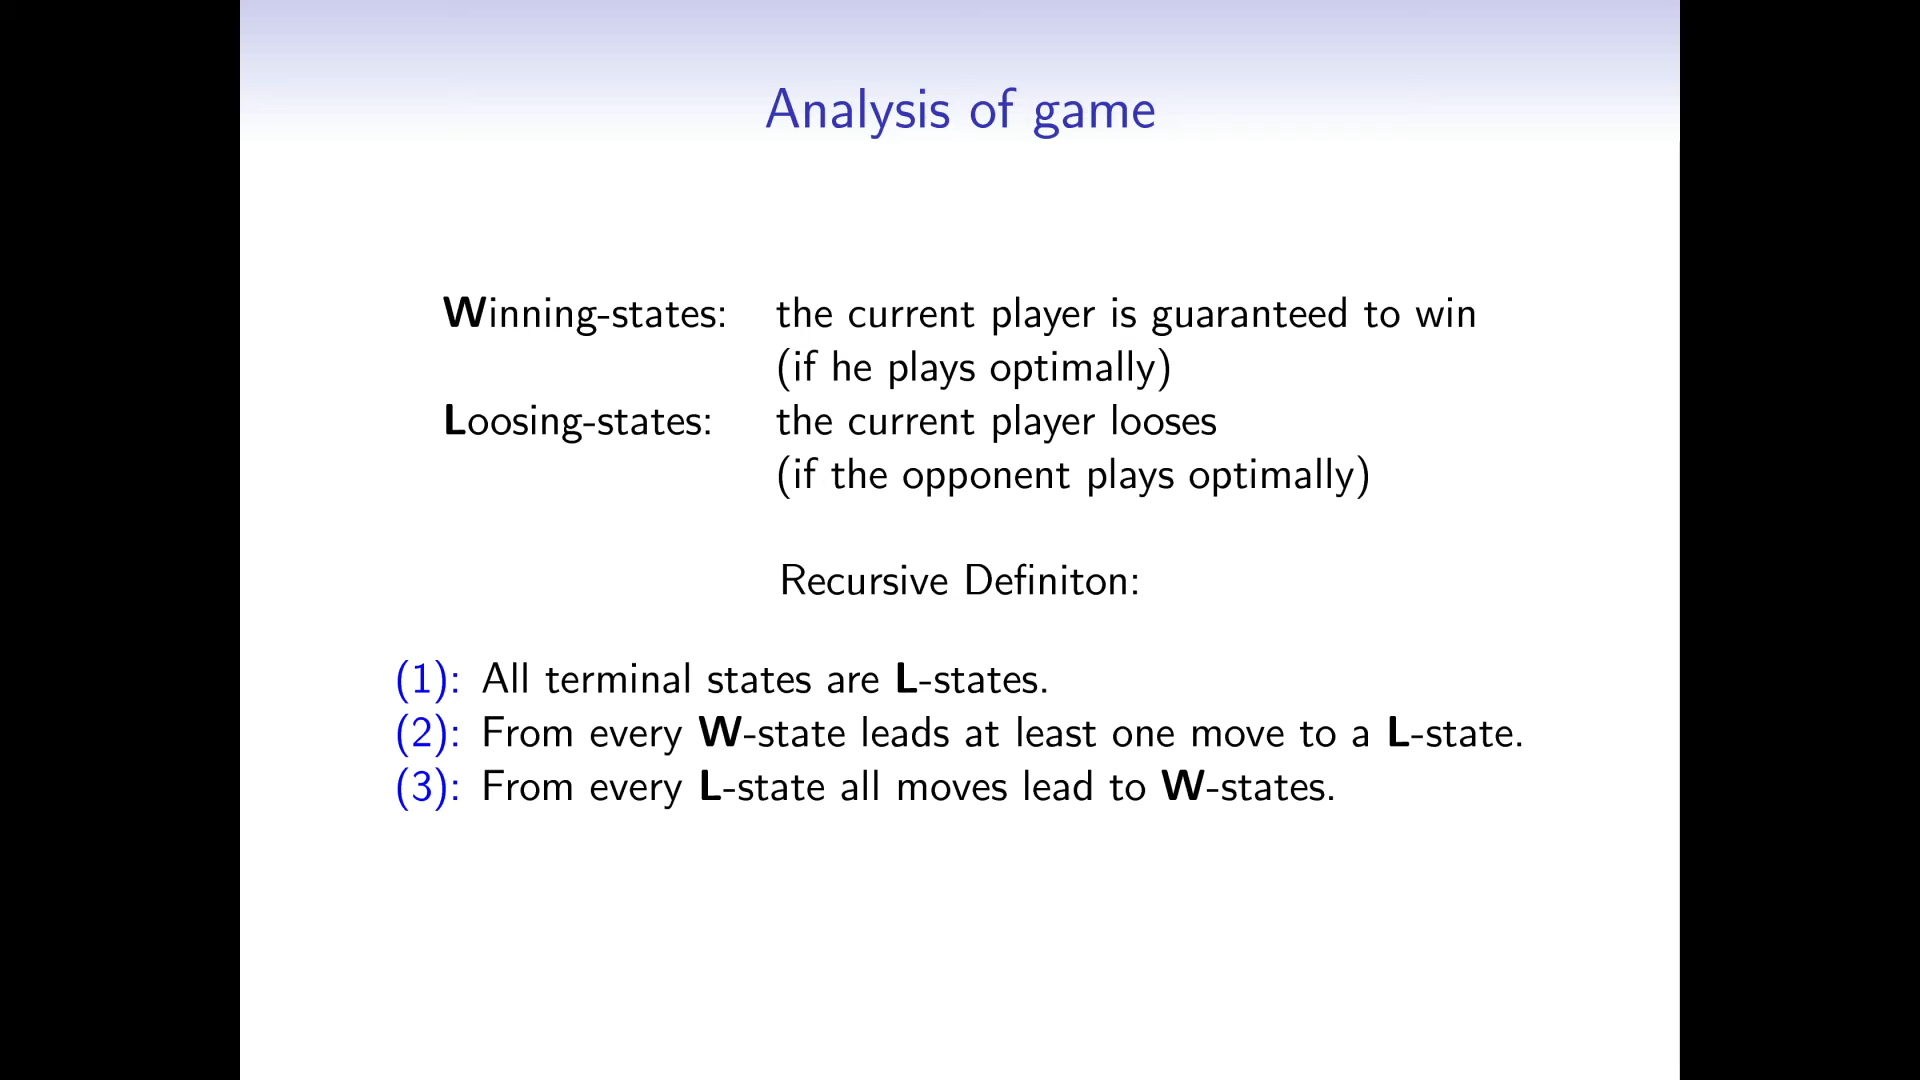 Analysis of game
Winning-states: the current player is guaranteed to win
(if he plays optimally)
Loosing-states: the current player looses
(if the opponent plays optimally)
Recursive Definiton:
(1): All terminal states are L-states.
(2): From every W-state leads at least one move to a L-state.
(3): From every L-state all moves lead to W-states.